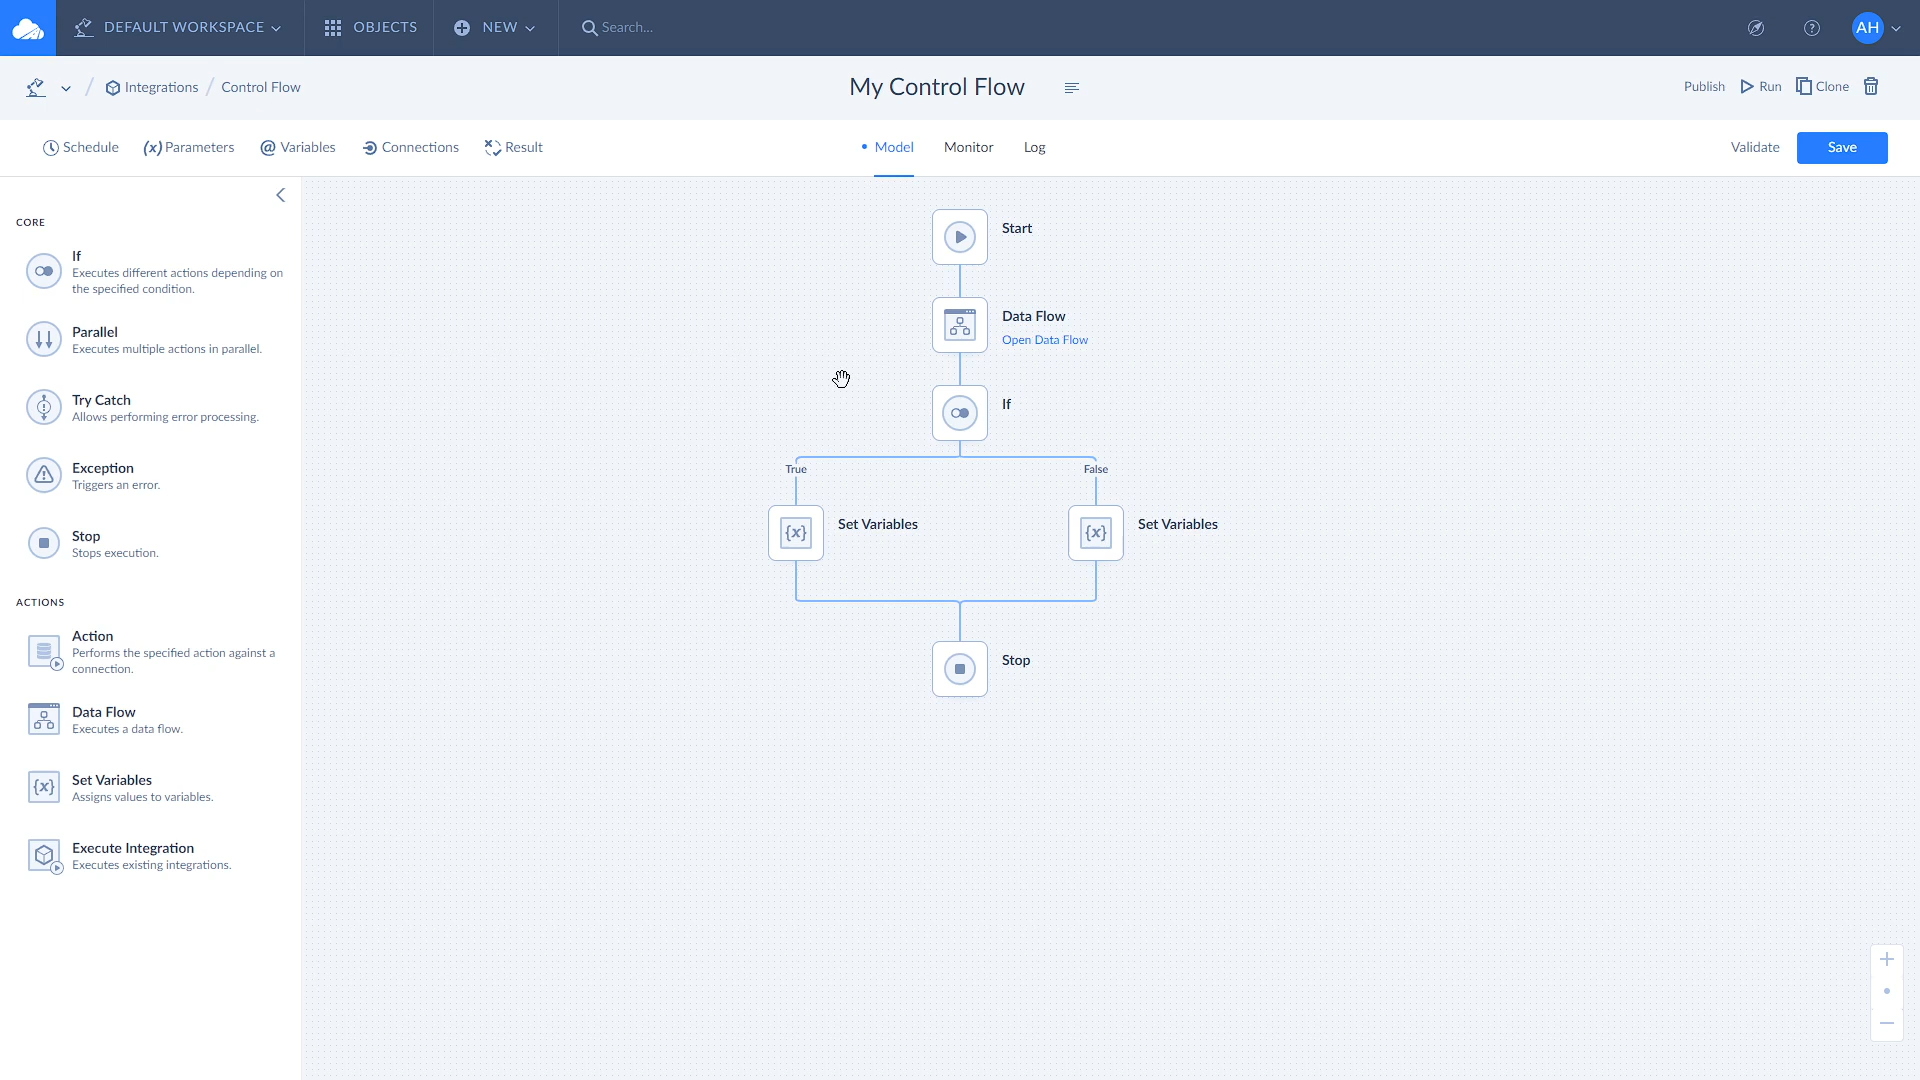 DEFAULT WORKSPACE
OBJECTS
NEW
Search...
?
AH
/ Integrations / Control Flow
My Control Flow
Publish
Run
Clone
Schedule
(x) Parameters
@ Variables
Connections
Result
Model
Monitor
Log
Validate
Save
CORE
If
Executes different actions depending on
the specified condition.
Parallel
Executes multiple actions in parallel.
Try Catch
Allows performing error processing.
Exception
Triggers an error.
Stop
Stops execution.
ACTIONS
Action
Performs the specified action against a
connection.
Data Flow
Executes a data flow.
{x}
Set Variables
Assigns values to variables.
Execute Integration
Executes existing integrations.
Start
Data Flow
Open Data Flow
If
True
False
{x}
Set Variables
{x}
Set Variables
Stop